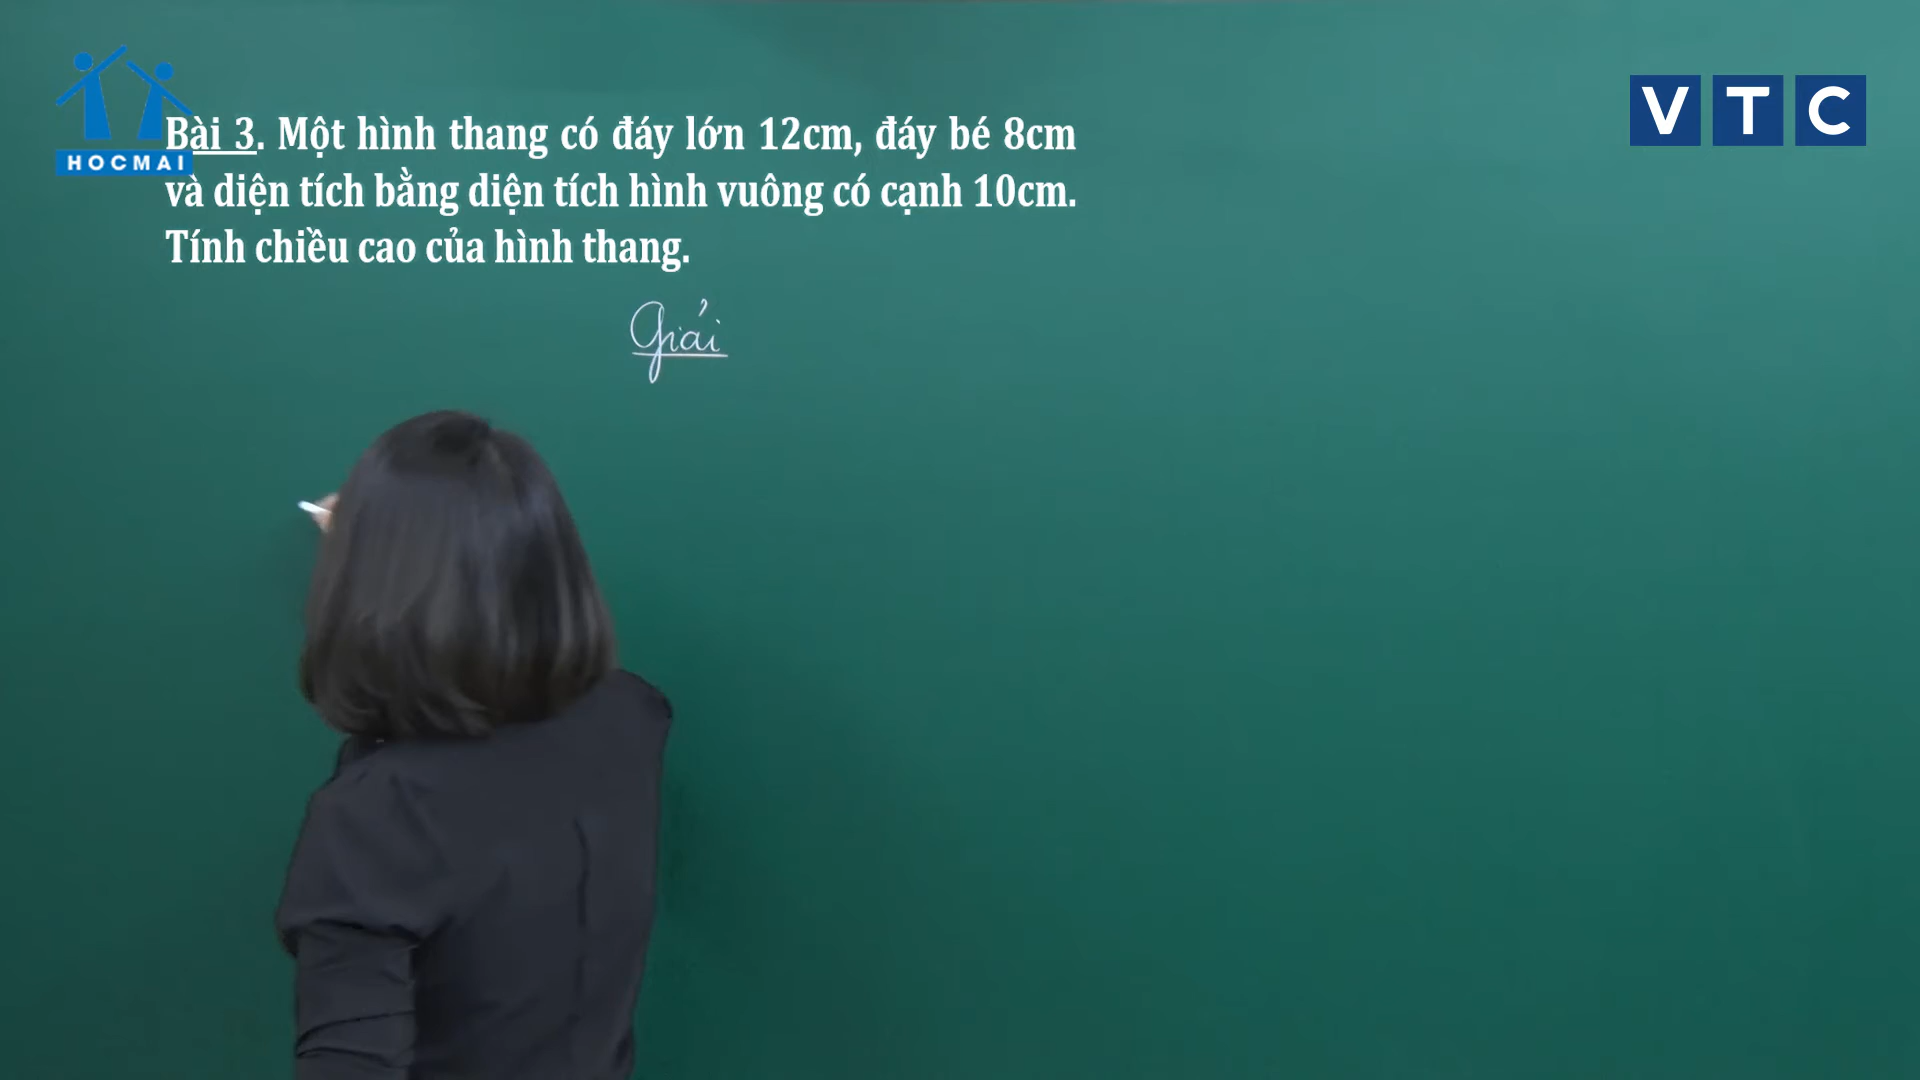 HOCMAI
VTC
Bài 3. Một hình thang có đáy lớn 12cm, đáy bé 8cm
và diện tích bằng diện tích hình vuông có cạnh 10cm.
Tính chiều cao của hình thang.
Giải